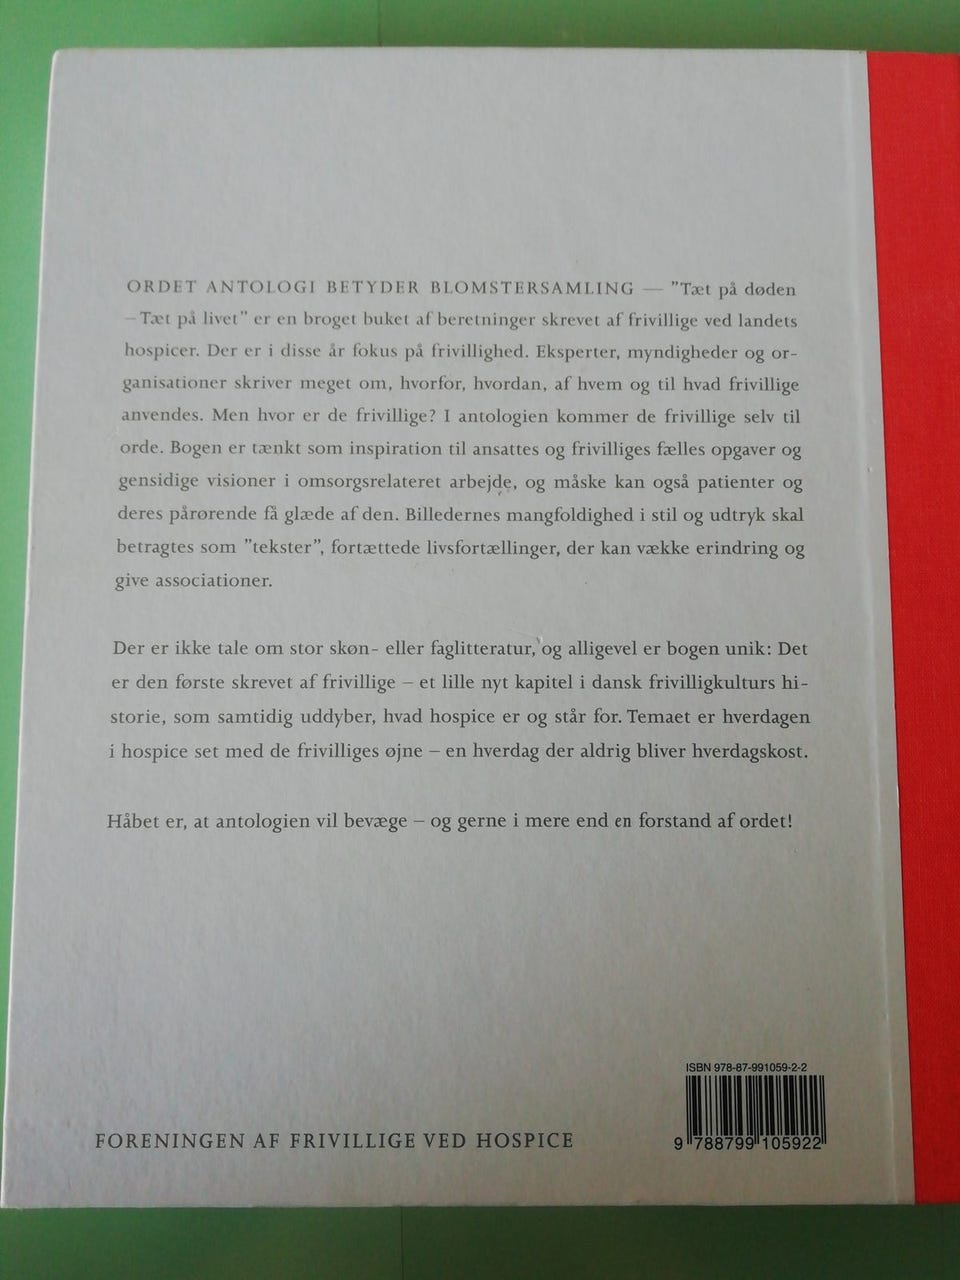 ORDET ANTOLOGI BETYDER BLOMSTERSAMLING — "Tæt på døden
– Tæt på livet" er en broget buket af beretninger skrevet af frivillige ved landets
hospicer. Der er i disse år fokus på frivillighed. Eksperter, myndigheder og or-
ganisationer skriver meget om, hvorfor, hvordan, af hvem og til hvad frivillige
anvendes. Men hvor er de frivillige? I antologien kommer de frivillige selv til
orde. Bogen er tænkt som inspiration til ansattes og frivilliges fælles opgaver og
gensidige visioner i omsorgsrelateret arbejde, og måske kan også patienter og
deres pårørende få glæde af den. Billedernes mangfoldighed i stil og udtryk skal
betragtes som "tekster", fortættede livsfortællinger, der kan vække erindring og
give associationer.
Der er ikke tale om stor skøn- eller faglitteratur, og alligevel er bogen unik: Det
er den første skrevet af frivillige – et lille nyt kapitel i dansk frivilligkulturs hi-
storie, som samtidig uddyber, hvad hospice er og står for. Temaet er hverdagen
i hospice set med de frivilliges øjne – en hverdag der aldrig bliver hverdagskost.
Håbet er, at antologien vil bevæge – og gerne i mere end en forstand af ordet!
ISBN 978-87-991059-2-2
9 788799 105922
FORENINGEN AF FRIVILLIGE VED HOSPICE